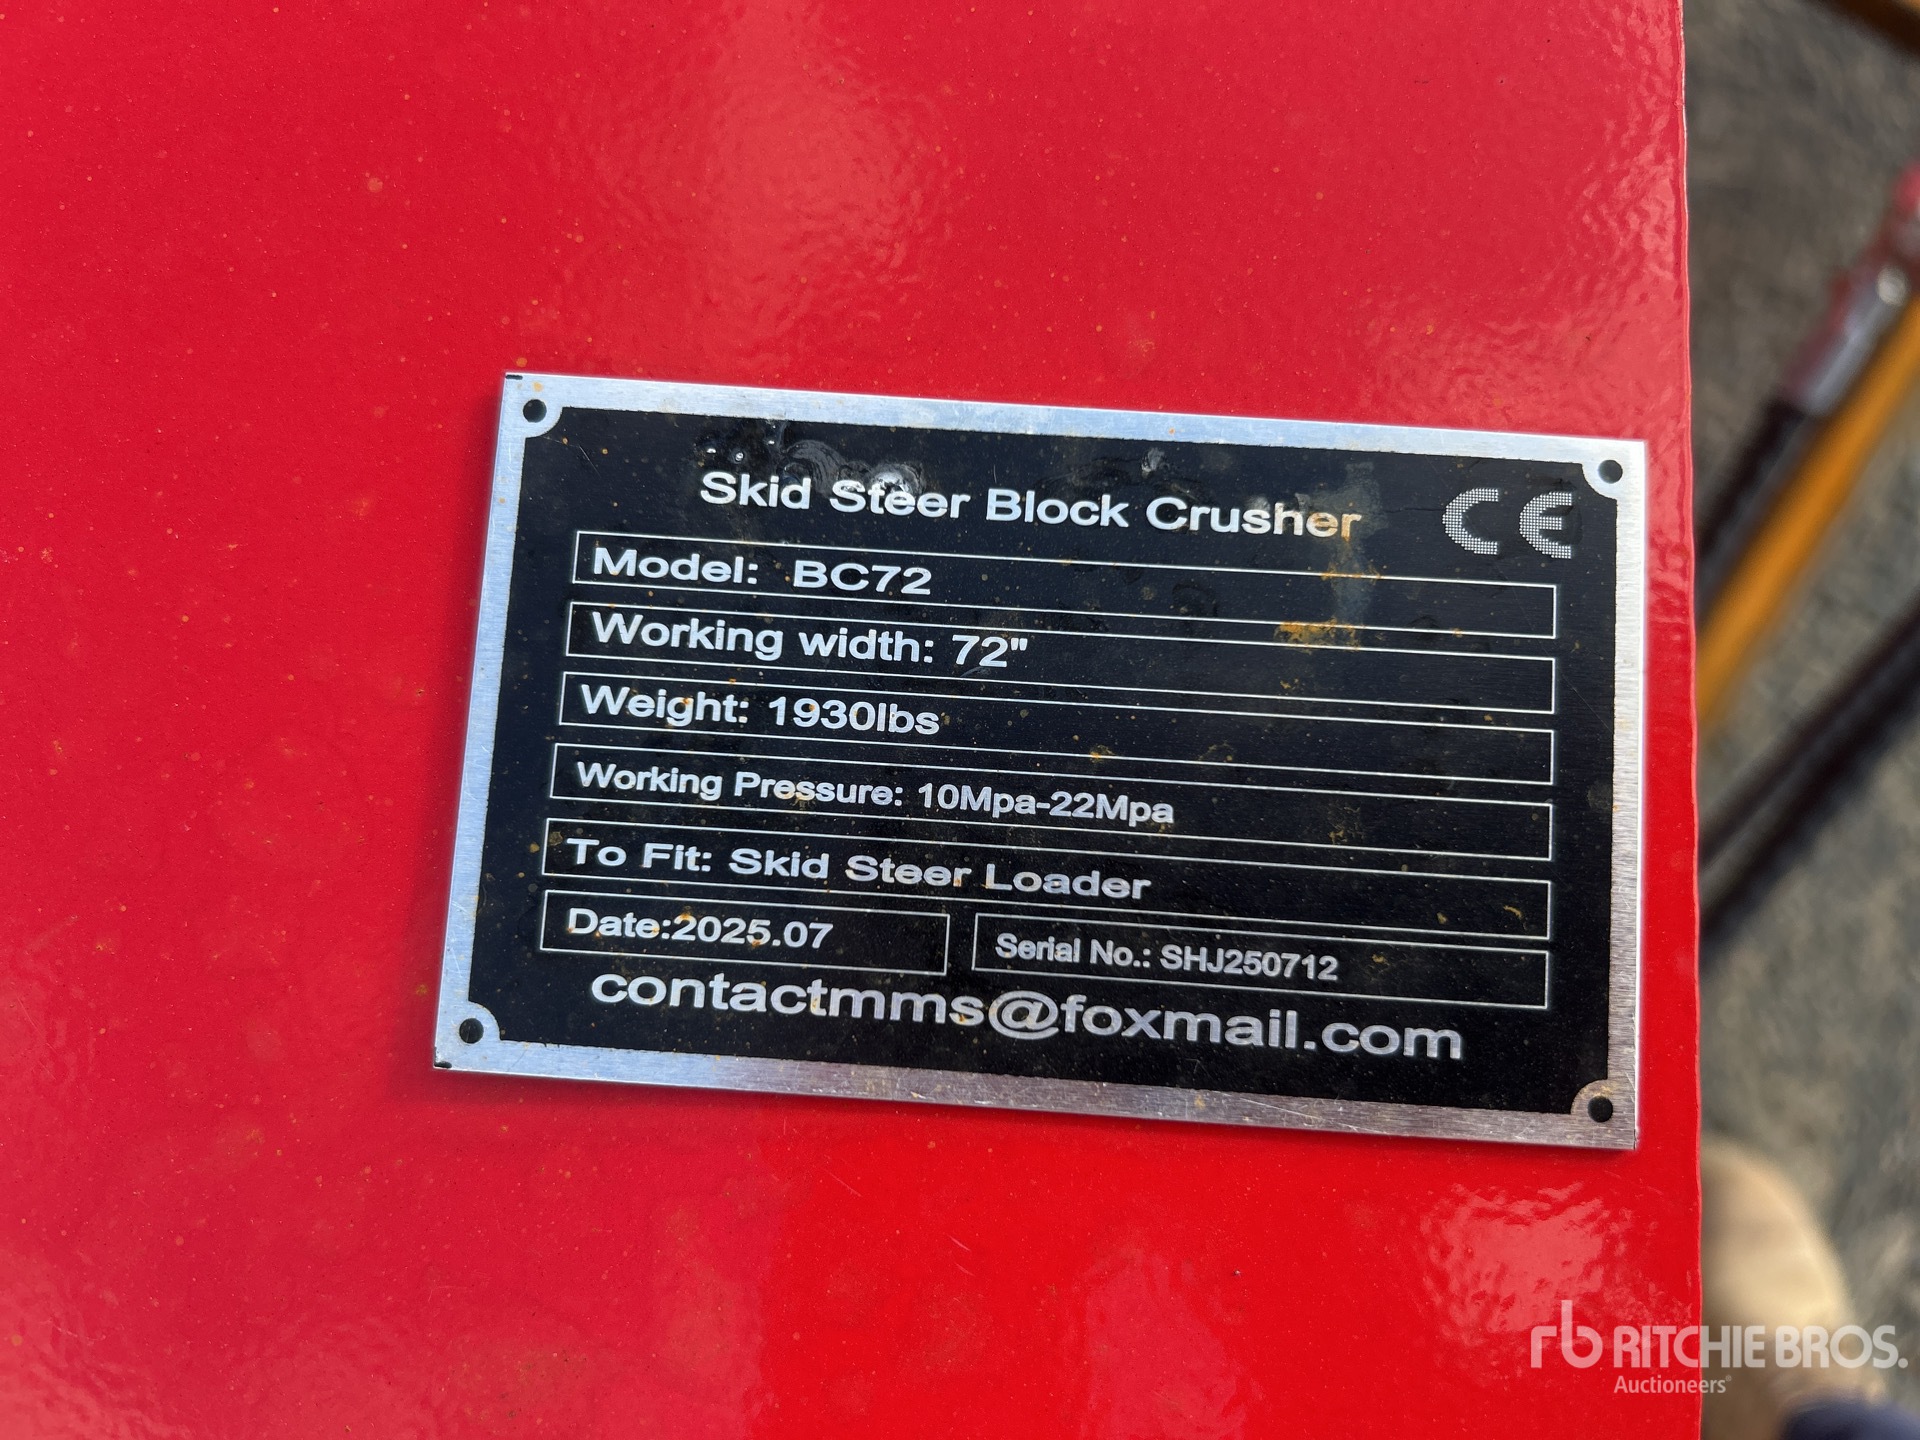 Skid Steer Block Crusher CE
Model: BC72
Working width: 72"
Weight: 1930lbs
Working Pressure: 10Mpa-22Mpa
To Fit: Skid Steer Loader
Date:2025.07 Serial No.: SHJ250712
contactmms@foxmail.com
rb RITCHIE BROS.
Auctioneers